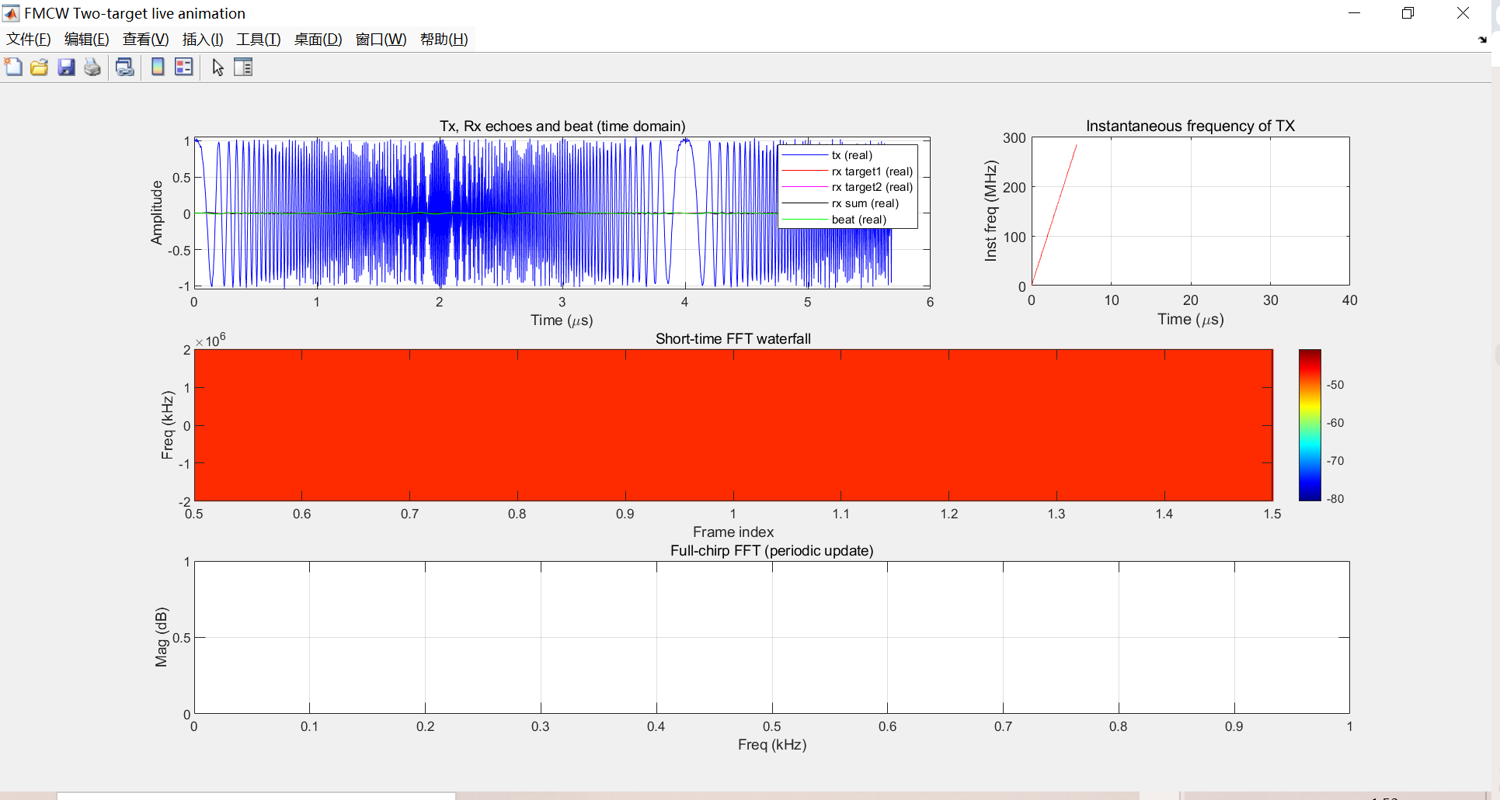 FMCW Two-target live animation
文件(F) 编辑(E) 查看(V) 插入(I) 工具(T) 桌面(D) 窗口(W) 帮助(H)
Tx, Rx echoes and beat (time domain)
Amplitude
1
0.5
0
-0.5
-1
tx (real)
rx target1 (real)
rx target2 (real)
rx sum (real)
beat (real)
0 1 2 3 4 5 6
Time (μs)
Instantaneous frequency of TX
Inst freq (MHz)
300
200
100
0
0 10 20 30 40
Time (μs)
Short-time FFT waterfall
×10⁶
Freq (kHz)
2
1
0
-1
-2
0.5 0.6 0.7 0.8 0.9 1 1.1 1.2 1.3 1.4 1.5
Frame index
-50
-60
-70
-80
Full-chirp FFT (periodic update)
Mag (dB)
1
0.5
0
0 0.1 0.2 0.3 0.4 0.5 0.6 0.7 0.8 0.9 1
Freq (kHz)